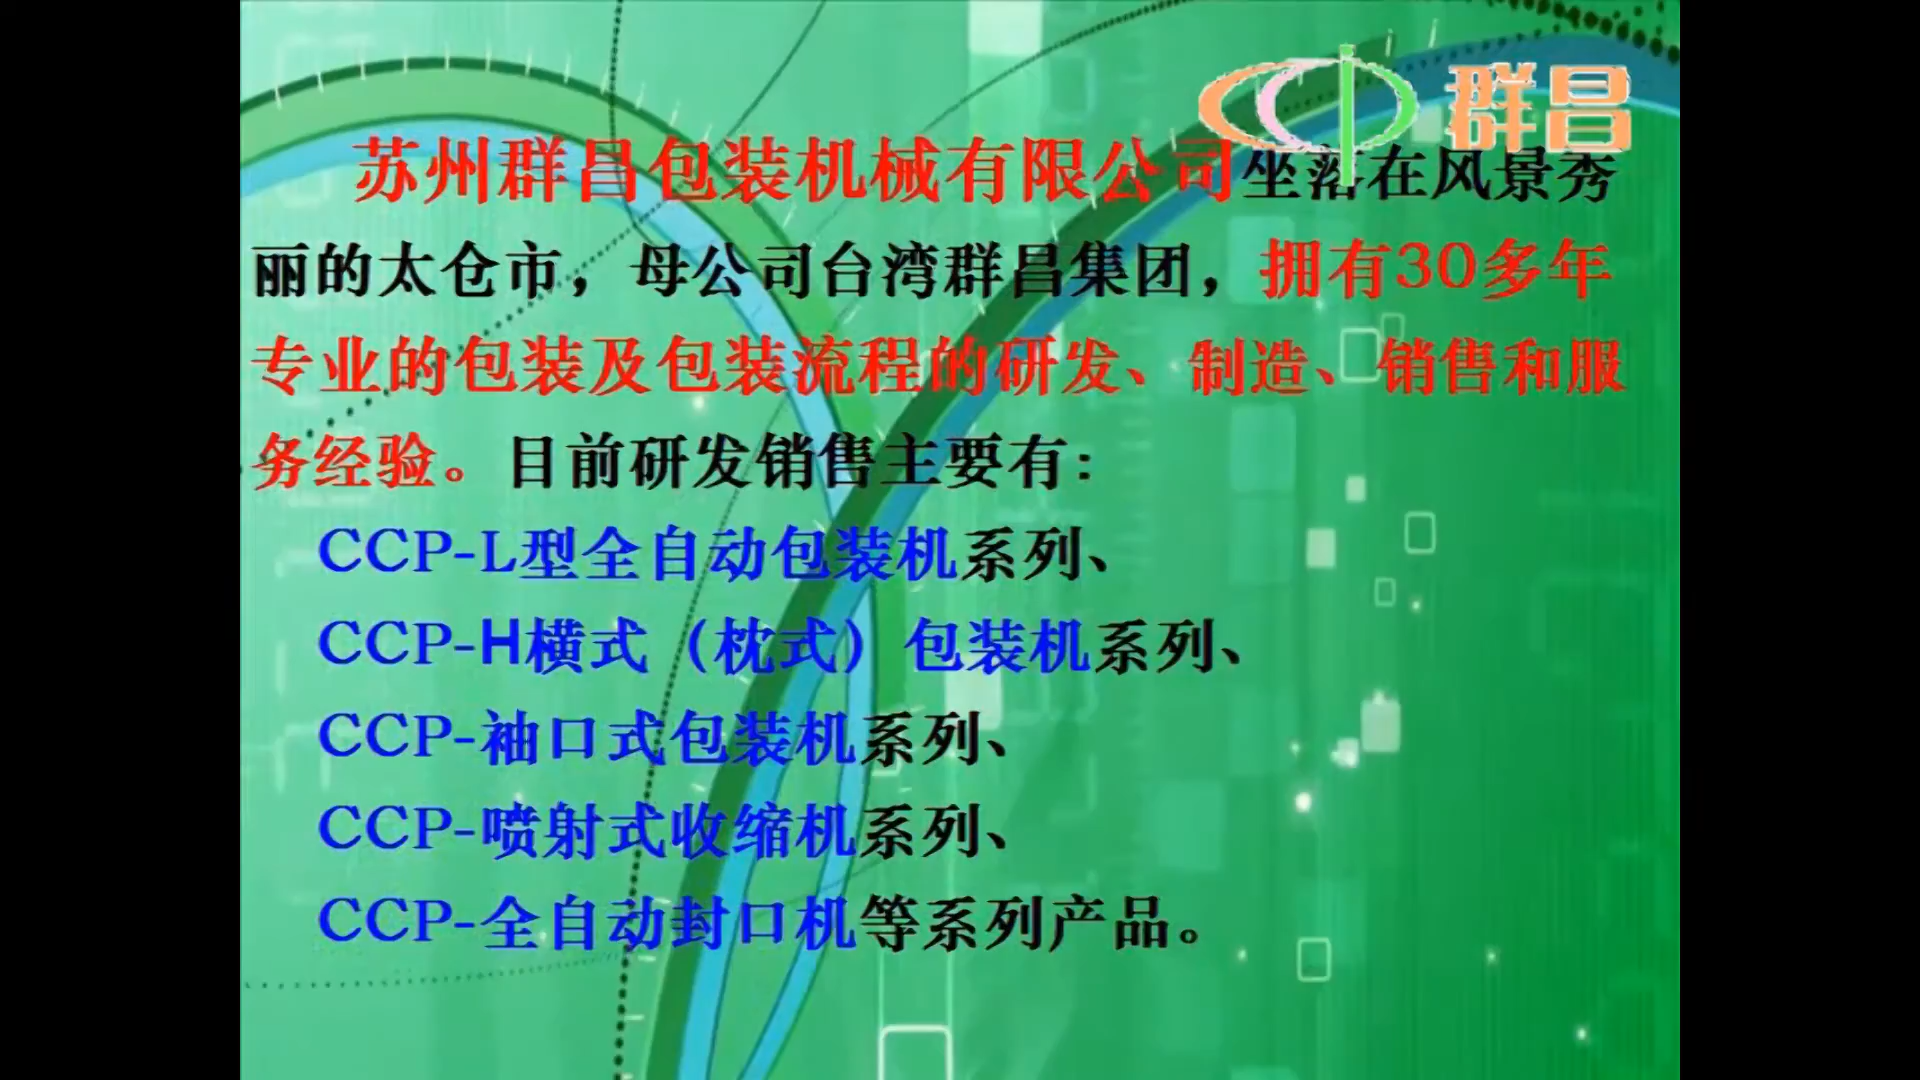 群昌
苏州群昌包装机械有限公司坐落在风景秀
丽的太仓市，母公司台湾群昌集团，拥有30多年
专业的包装及包装流程的研发、制造、销售和服
务经验。目前研发销售主要有：
CCP-L型全自动包装机系列、
CCP-H横式（枕式）包装机系列、
CCP-袖口式包装机系列、
CCP-喷射式收缩机系列、
CCP-全自动封口机等系列产品。